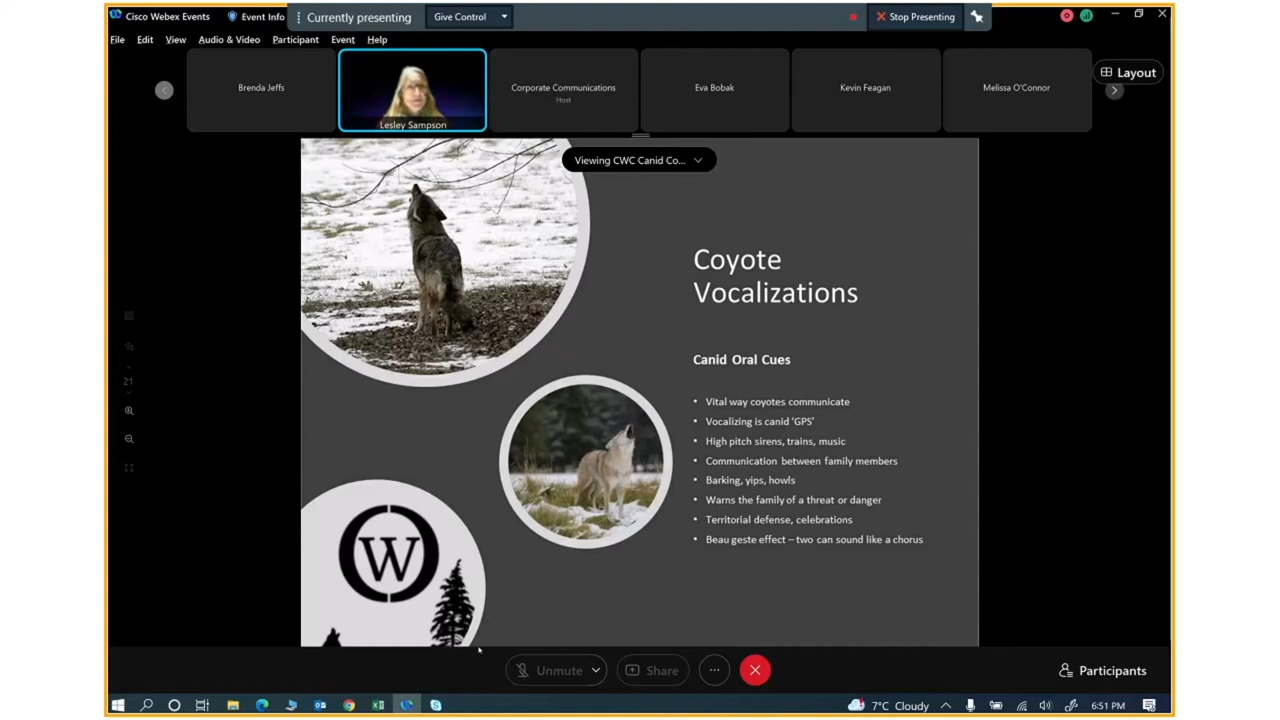 Cisco Webex Events
Event Info
Currently presenting
Give Control
Stop Presenting
File Edit View Audio & Video Participant Event Help
Brenda Jeffs
Lesley Sampson
Corporate Communications
Host
Eva Bobak
Kevin Feagan
Melissa O'Connor
Layout
Viewing CWC Canid Co...
Coyote
Vocalizations
Canid Oral Cues
• Vital way coyotes communicate
• Vocalizing is canid ‘GPS’
• High pitch sirens, trains, music
• Communication between family members
• Barking, yips, howls
• Warns the family of a threat or danger
• Territorial defense, celebrations
• Beau geste effect – two can sound like a chorus
21
W
Unmute
Share
Participants
7°C Cloudy
6:51 PM